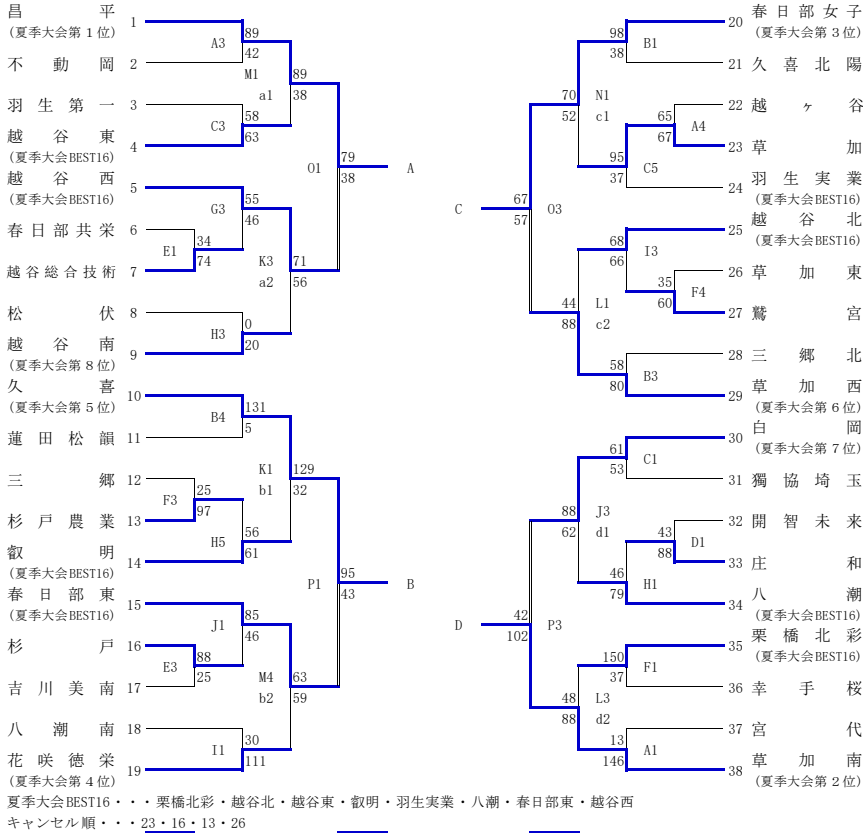 昌平 1
(夏季大会第1位)
不動岡 2
羽生第一 3
越谷東 4
(夏季大会BEST16)
越谷西 5
(夏季大会BEST16)
春日部共栄 6
越谷総合技術 7
松伏 8
越谷南 9
(夏季大会第8位)
久喜 10
(夏季大会第5位)
蓮田松韻 11
三郷 12
杉戸農業 13
叡明 14
(夏季大会BEST16)
春日部東 15
(夏季大会BEST16)
杉戸 16
吉川美南 17
八潮南 18
花咲徳栄 19
(夏季大会第4位)
A3 89 42
C3 58 63
M1 a1 89 38
G3 55 46
E1 34 74
K3 a2 71 56
H3 0 20
O1 79 38 A
B4 131 5
K1 b1 129 32
F3 25 97
H5 56 61
P1 95 43 B
J1 85 46
E3 88 25
M4 b2 63 59
I1 30 111
98 38 B1
70 52 N1 c1
65 67 A4
95 37 C5
C 67 57 O3
68 66 I3
35 60 F4
44 88 L1 c2
58 80 B3
61 53 C1
88 62 J3 d1
43 88 D1
46 79 H1
D 42 102 P3
150 37 F1
48 88 L3 d2
13 146 A1
20 春日部女子
(夏季大会第3位)
21 久喜北陽
22 越ヶ谷
23 草加
24 羽生実業
(夏季大会BEST16)
25 越谷北
(夏季大会BEST16)
26 草加東
27 鷲宮
28 三郷北
29 草加西
(夏季大会第6位)
30 白岡
(夏季大会第7位)
31 獨協埼玉
32 開智未来
33 庄和
34 八潮
(夏季大会BEST16)
35 栗橋北彩
(夏季大会BEST16)
36 幸手桜
37 宮代
38 草加南
(夏季大会第2位)
夏季大会BEST16・・・栗橋北彩・越谷北・越谷東・叡明・羽生実業・八潮・春日部東・越谷西
キャンセル順・・・23・16・13・26